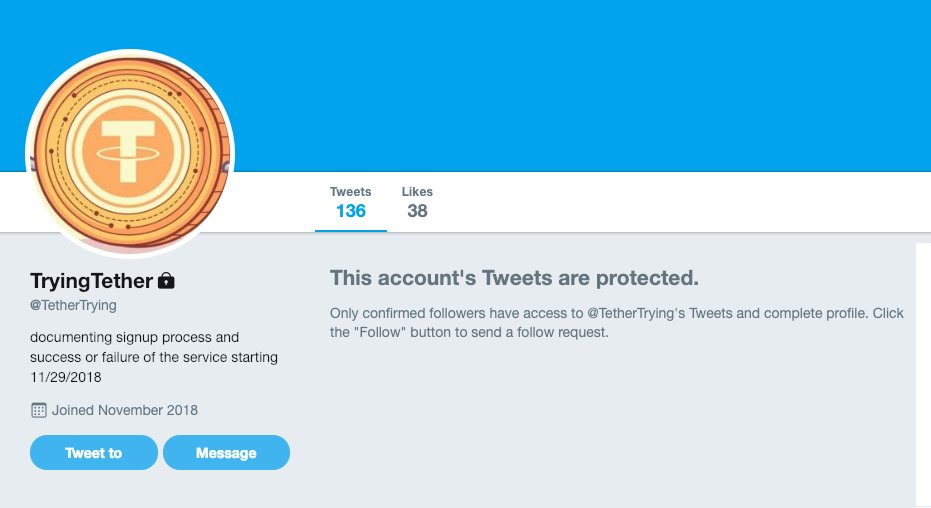 T
Tweets
136
Likes
38
TryingTether
@TetherTrying
documenting signup process and
success or failure of the service starting
11/29/2018
Joined November 2018
Tweet to
Message
This account's Tweets are protected.
Only confirmed followers have access to @TetherTrying's Tweets and complete profile. Click
the "Follow" button to send a follow request.